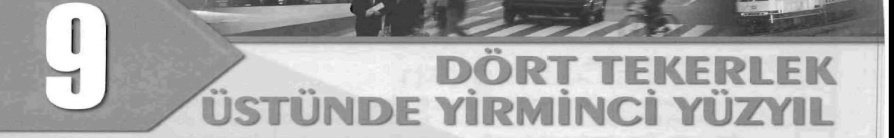 9
DÖRT TEKERLEK
ÜSTÜNDE YİRMİNCİ YÜZYIL